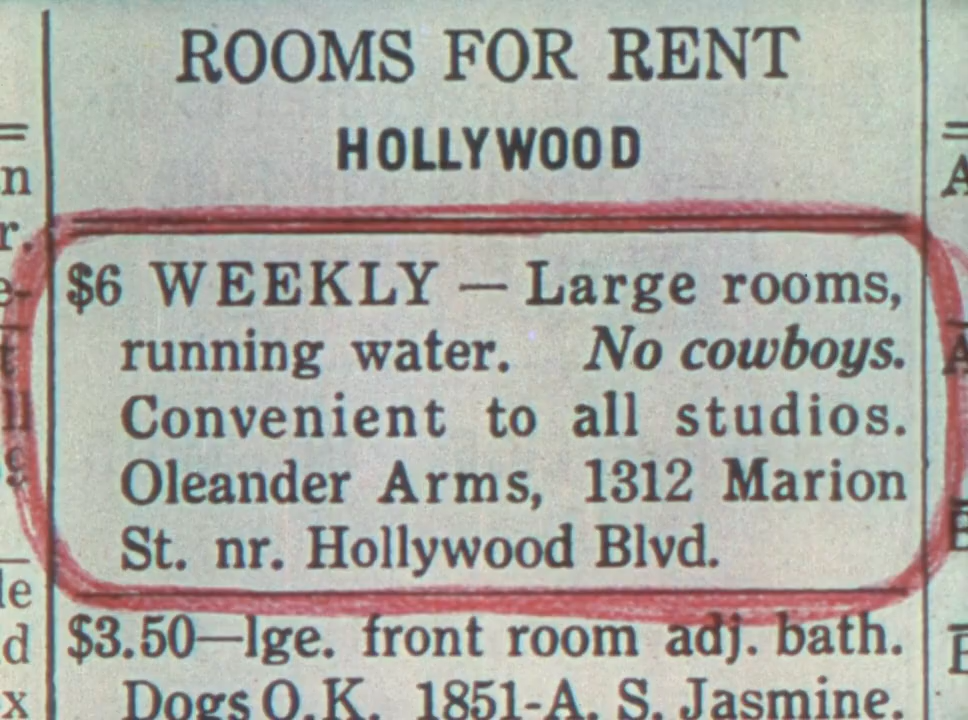 ROOMS FOR RENT
HOLLYWOOD
$6 WEEKLY — Large rooms,
running water. No cowboys.
Convenient to all studios.
Oleander Arms, 1312 Marion
St. nr. Hollywood Blvd.
$3.50—lge. front room adj. bath.
Dogs O.K. 1851-A. S. Jasmine.